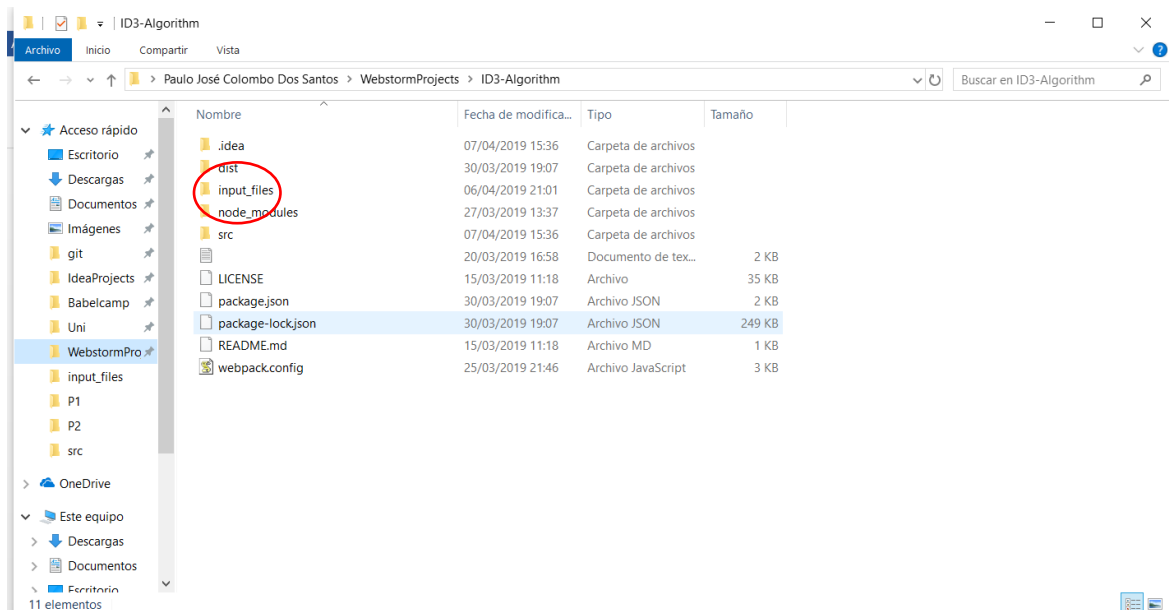 ID3-Algorithm
Archivo Inicio Compartir Vista
Paulo José Colombo Dos Santos > WebstormProjects > ID3-Algorithm
Buscar en ID3-Algorithm
Acceso rápido
Escritorio
Descargas
Documentos
Imágenes
git
IdeaProjects
Babelcamp
Uni
WebstormPro
input_files
P1
P2
src
OneDrive
Este equipo
Descargas
Documentos
Escritorio
Nombre Fecha de modifica... Tipo Tamaño
.idea 07/04/2019 15:36 Carpeta de archivos
dist 30/03/2019 19:07 Carpeta de archivos
input_files 06/04/2019 21:01 Carpeta de archivos
node_modules 27/03/2019 13:37 Carpeta de archivos
src 07/04/2019 15:36 Carpeta de archivos
20/03/2019 16:58 Documento de tex... 2 KB
LICENSE 15/03/2019 11:18 Archivo 35 KB
package.json 30/03/2019 19:07 Archivo JSON 2 KB
package-lock.json 30/03/2019 19:07 Archivo JSON 249 KB
README.md 15/03/2019 11:18 Archivo MD 1 KB
webpack.config 25/03/2019 21:46 Archivo JavaScript 3 KB
11 elementos